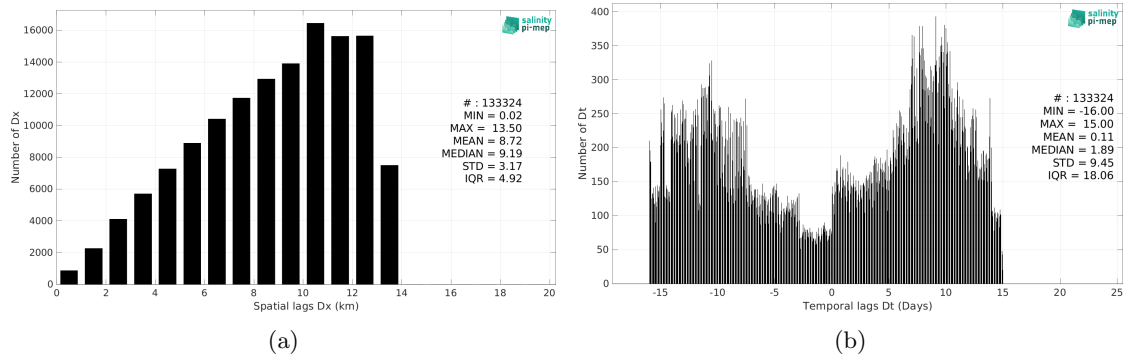 16000
14000
12000
10000
8000
6000
4000
2000
0
Number of Dx
0 2 4 6 8 10 12 14 16 18 20
Spatial lags Dx (km)
salinity
pi-mep
# : 133324
MIN = 0.02
MAX = 13.50
MEAN = 8.72
MEDIAN = 9.19
STD = 3.17
IQR = 4.92
(a)
400
350
300
250
200
150
100
50
0
Number of Dt
-15 -10 -5 0 5 10 15 20 25
Temporal lags Dt (Days)
salinity
pi-mep
# : 133324
MIN = -16.00
MAX = 15.00
MEAN = 0.11
MEDIAN = 1.89
STD = 9.45
IQR = 18.06
(b)